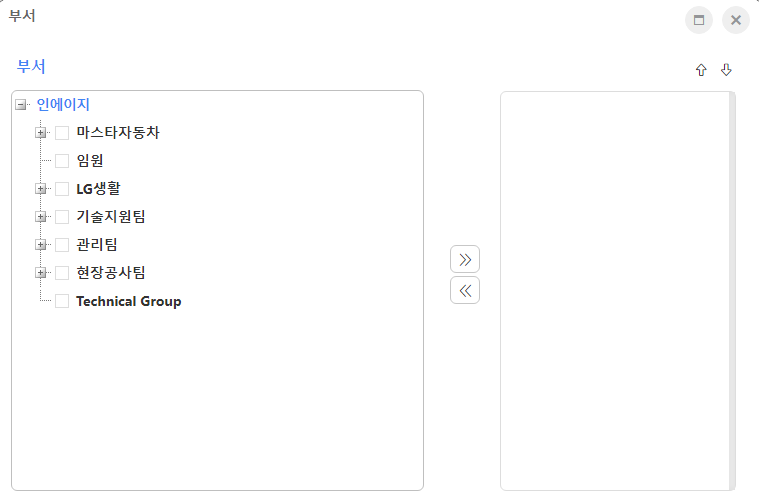 부서
부서
인에이지
마스타자동차
임원
LG생활
기술지원팀
관리팀
현장공사팀
Technical Group